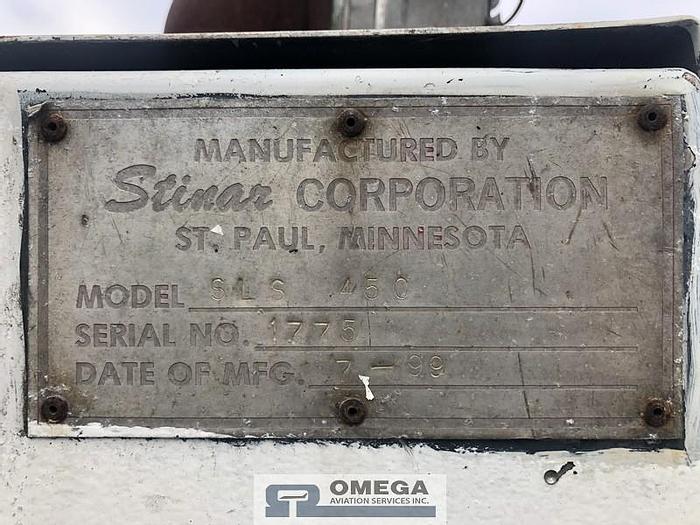 MANUFACTURED BY
Stinar CORPORATION
ST. PAUL, MINNESOTA
MODEL SLS 450
SERIAL NO. 1775
DATE OF MFG. 7-99
OMEGA
AVIATION SERVICES INC.